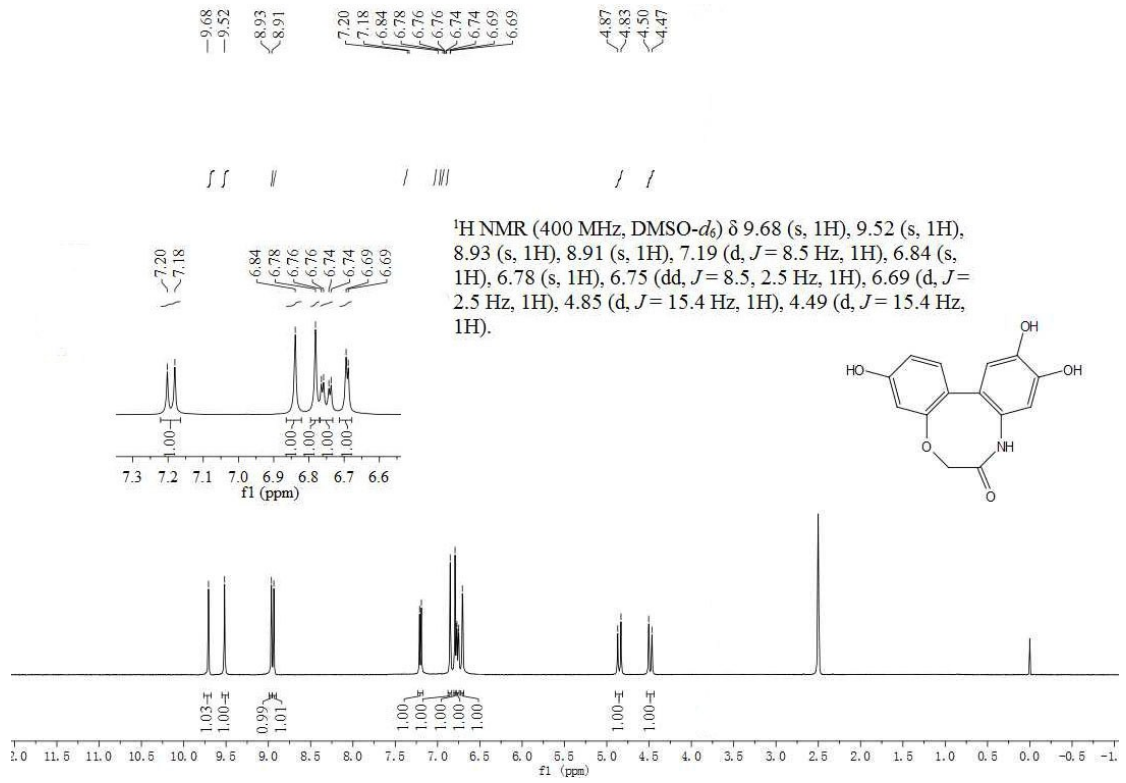 9.68
9.52
8.93
8.91
7.20
7.18
6.84
6.78
6.76
6.76
6.74
6.74
6.69
6.69
4.87
4.83
4.50
4.47
¹H NMR (400 MHz, DMSO-d₆) δ 9.68 (s, 1H), 9.52 (s, 1H),
8.93 (s, 1H), 8.91 (s, 1H), 7.19 (d, J = 8.5 Hz, 1H), 6.84 (s,
1H), 6.78 (s, 1H), 6.75 (dd, J = 8.5, 2.5 Hz, 1H), 6.69 (d, J =
2.5 Hz, 1H), 4.85 (d, J = 15.4 Hz, 1H), 4.49 (d, J = 15.4 Hz,
1H).
7.20
7.18
6.84
6.78
6.76
6.76
6.74
6.74
6.69
6.69
1.00
1.00
1.00
1.00
1.00
7.3 7.2 7.1 7.0 6.9 6.8 6.7 6.6
f1 (ppm)
OH
HO
OH
O
NH
O
1.03
1.00
0.99
1.01
1.00
1.00
1.00
1.00
1.00
1.00
1.00
2.0 11.5 11.0 10.5 10.0 9.5 9.0 8.5 8.0 7.5 7.0 6.5 6.0 5.5 5.0 4.5 4.0 3.5 3.0 2.5 2.0 1.5 1.0 0.5 0.0 -0.5 -1.
f1 (ppm)